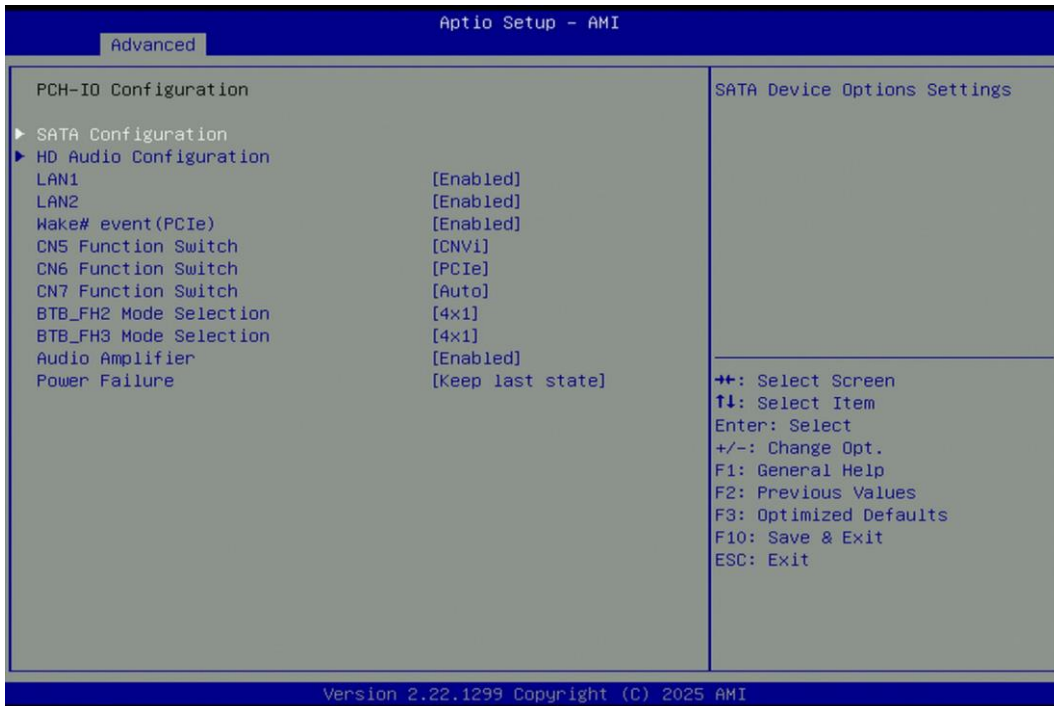 Aptio Setup – AMI
Advanced
PCH-IO Configuration
SATA Configuration
HD Audio Configuration
LAN1 [Enabled]
LAN2 [Enabled]
Wake# event(PCIe) [Enabled]
CN5 Function Switch [CNVi]
CN6 Function Switch [PCIe]
CN7 Function Switch [Auto]
BTB_FH2 Mode Selection [4x1]
BTB_FH3 Mode Selection [4x1]
Audio Amplifier [Enabled]
Power Failure [Keep last state]
SATA Device Options Settings
→←: Select Screen
↑↓: Select Item
Enter: Select
+/-: Change Opt.
F1: General Help
F2: Previous Values
F3: Optimized Defaults
F10: Save & Exit
ESC: Exit
Version 2.22.1299 Copyright (C) 2025 AMI